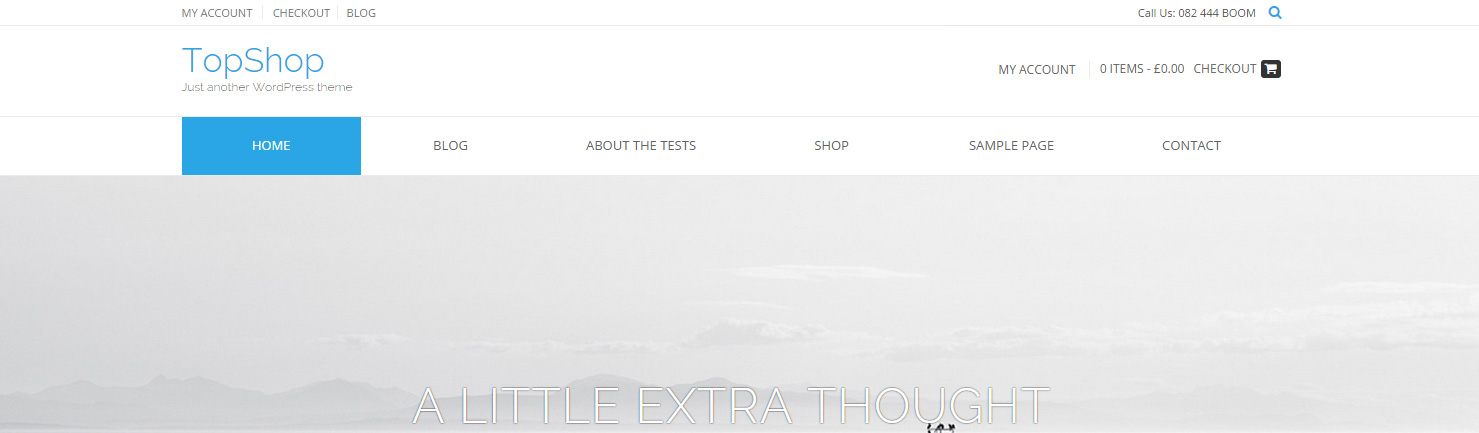 MY ACCOUNT CHECKOUT BLOG Call Us: 082 444 BOOM
TopShop
Just another WordPress theme
MY ACCOUNT 0 ITEMS - £0.00 CHECKOUT
HOME BLOG ABOUT THE TESTS SHOP SAMPLE PAGE CONTACT
A LITTLE EXTRA THOUGHT